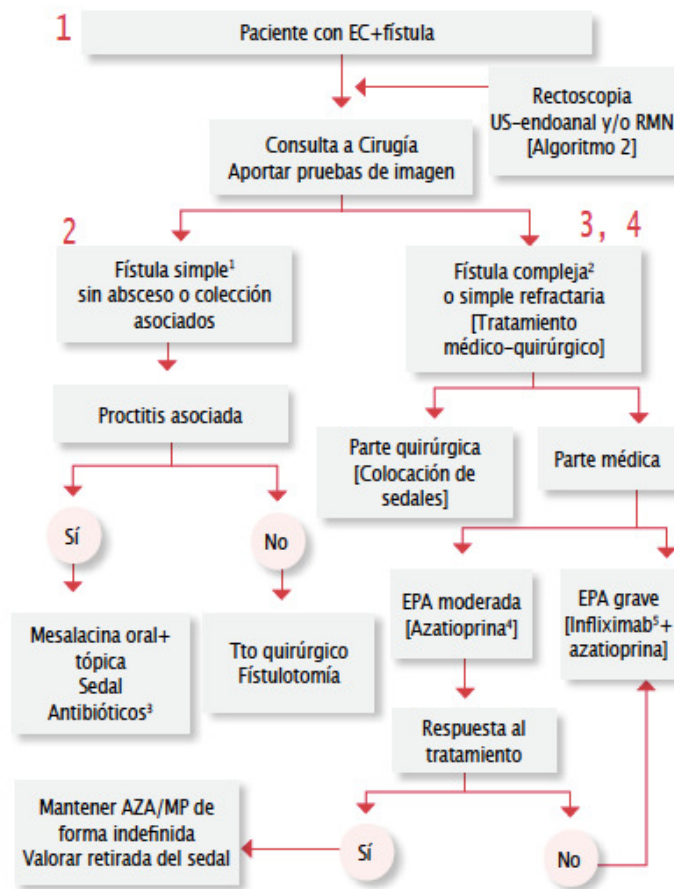 1
Paciente con EC+fístula
Rectoscopia
US-endoanal y/o RMN
[Algoritmo 2]
Consulta a Cirugía
Aportar pruebas de imagen
2
3, 4
Fístula simple¹
sin absceso o colección
asociados
Fístula compleja²
o simple refractaria
[Tratamiento
médico-quirúrgico]
Proctitis asociada
Parte quirúrgica
[Colocación de
sedales]
Parte médica
Sí
No
EPA moderada
[Azatioprina⁴]
EPA grave
[Infliximab⁵+
azatioprina]
Mesalacina oral+
tópica
Sedal
Antibióticos³
Tto quirúrgico
Fístulotomía
Respuesta al
tratamiento
Mantener AZA/MP de
forma indefinida
Valorar retirada del sedal
Sí
No